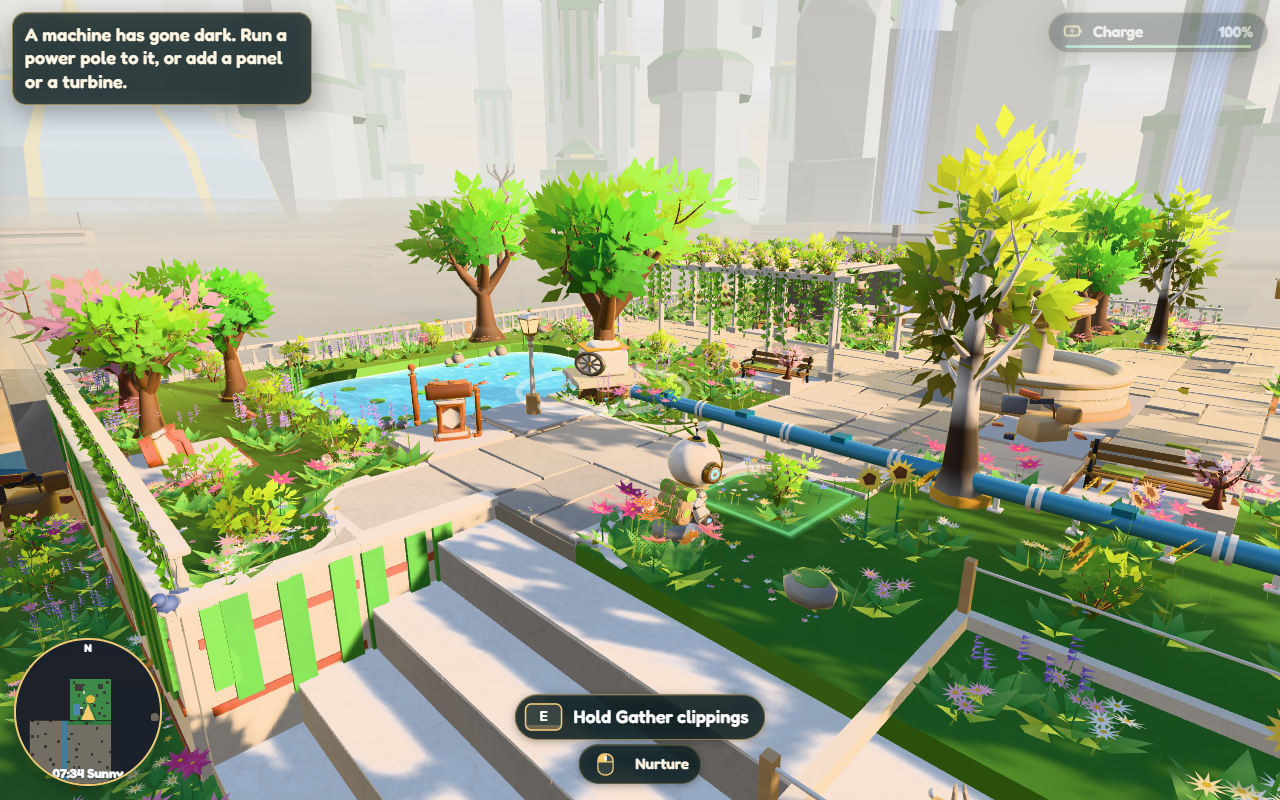 A machine has gone dark. Run a
power pole to it, or add a panel
or a turbine.
Charge 100%
N
07:34 Sunny
E Hold Gather clippings
Nurture